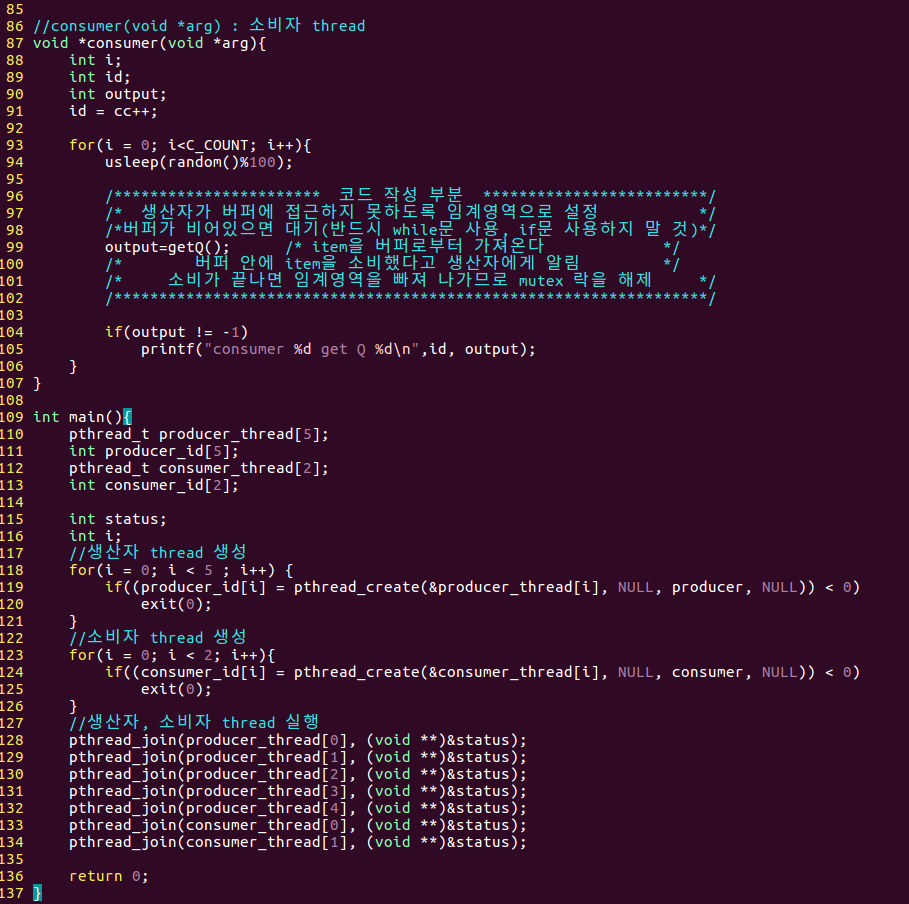 85
86 //consumer(void *arg) : 소비자 thread
87 void *consumer(void *arg){
88     int i;
89     int id;
90     int output;
91     id = cc++;
92
93     for(i = 0; i<C_COUNT; i++){
94         usleep(random()%100);
95
96         /***********************  코드 작성 부분  *************************/
97         /*  생산자가 버퍼에 접근하지 못하도록 임계영역으로 설정           */
98         /*버퍼가 비어있으면 대기(반드시 while문 사용, if문 사용하지 말 것)*/
99         output=getQ();      /* item을 버퍼로부터 가져온다             */
100         /*        버퍼 안에 item을 소비했다고 생산자에게 알림         */
101         /*     소비가 끝나면 임계영역을 빠져 나가므로 mutex 락을 해제     */
102         /******************************************************************/
103
104         if(output != -1)
105             printf("consumer %d get Q %d\n",id, output);
106     }
107 }
108
109 int main(){
110     pthread_t producer_thread[5];
111     int producer_id[5];
112     pthread_t consumer_thread[2];
113     int consumer_id[2];
114
115     int status;
116     int i;
117     //생산자 thread 생성
118     for(i = 0; i < 5 ; i++) {
119         if((producer_id[i] = pthread_create(&producer_thread[i], NULL, producer, NULL)) < 0)
120             exit(0);
121     }
122     //소비자 thread 생성
123     for(i = 0; i < 2; i++){
124         if((consumer_id[i] = pthread_create(&consumer_thread[i], NULL, consumer, NULL)) < 0)
125             exit(0);
126     }
127     //생산자, 소비자 thread 실행
128     pthread_join(producer_thread[0], (void **)&status);
129     pthread_join(producer_thread[1], (void **)&status);
130     pthread_join(producer_thread[2], (void **)&status);
131     pthread_join(producer_thread[3], (void **)&status);
132     pthread_join(producer_thread[4], (void **)&status);
133     pthread_join(consumer_thread[0], (void **)&status);
134     pthread_join(consumer_thread[1], (void **)&status);
135
136     return 0;
137 }